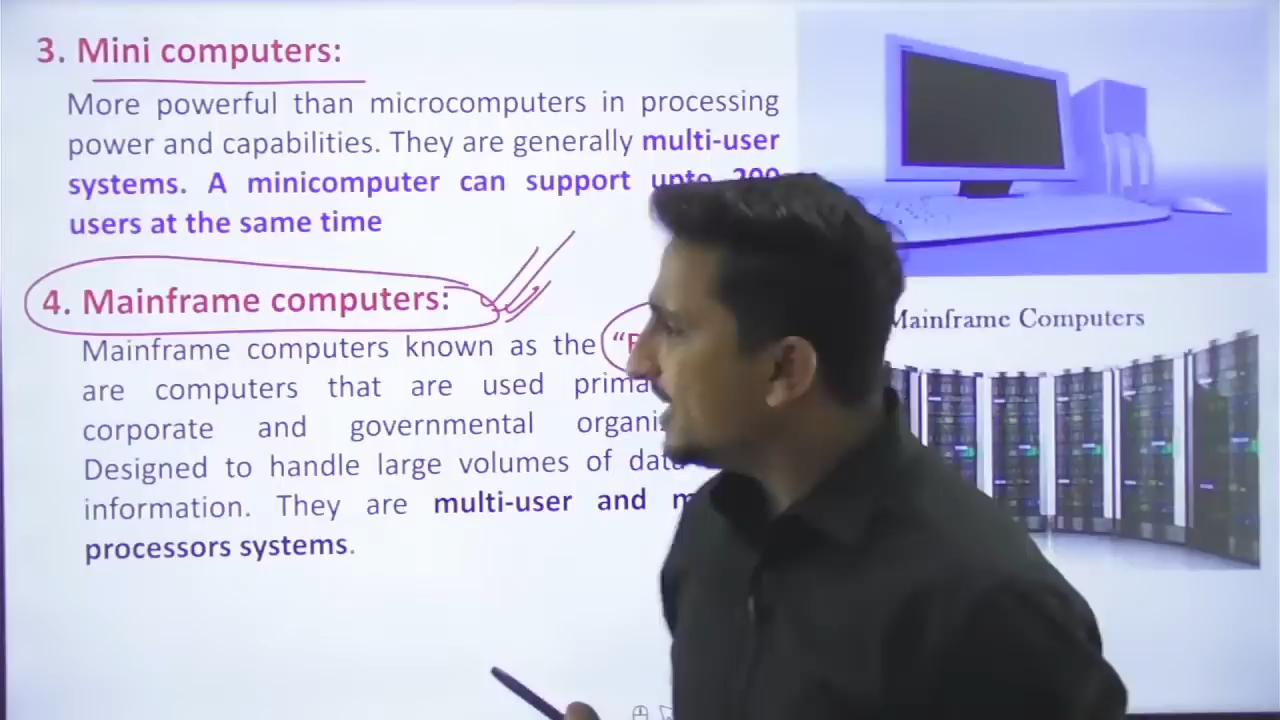 3. Mini computers:
More powerful than microcomputers in processing
power and capabilities. They are generally multi-user
systems. A minicomputer can support upto 200
users at the same time
4. Mainframe computers:
Mainframe computers known as the
are computers that are used
corporate and governmental
Designed to handle large volumes of data
information. They are multi-user and
processors systems.
Mainframe Computers